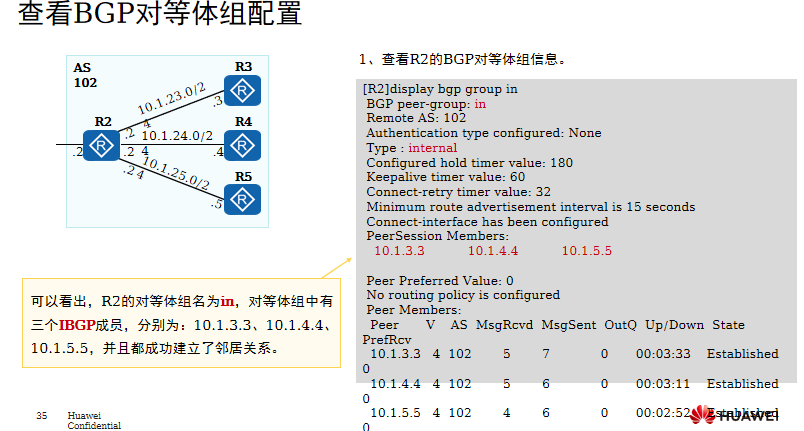 查看BGP对等体组配置
AS
102
R3
10.1.23.0/2
4
.3
R2
.2
10.1.24.0/2
4
R4
.2
.2
.4
10.1.25.0/2
4
.2
R5
.5
可以看出，R2的对等体组名为in，对等体组中有
三个IBGP成员，分别为：10.1.3.3、10.1.4.4、
10.1.5.5，并且都成功建立了邻居关系。
1、查看R2的BGP对等体组信息。
[R2]display bgp group in
BGP peer-group: in
Remote AS: 102
Authentication type configured: None
Type : internal
Configured hold timer value: 180
Keepalive timer value: 60
Connect-retry timer value: 32
Minimum route advertisement interval is 15 seconds
Connect-interface has been configured
PeerSession Members:
10.1.3.3 10.1.4.4 10.1.5.5
Peer Preferred Value: 0
No routing policy is configured
Peer Members:
Peer V AS MsgRcvd MsgSent OutQ Up/Down State
PrefRcv
10.1.3.3 4 102 5 7 0 00:03:33 Established
0
10.1.4.4 4 102 5 6 0 00:03:11 Established
0
10.1.5.5 4 102 4 6 0 00:02:52 Established
0
35 Huawei
Confidential
HUAWEI